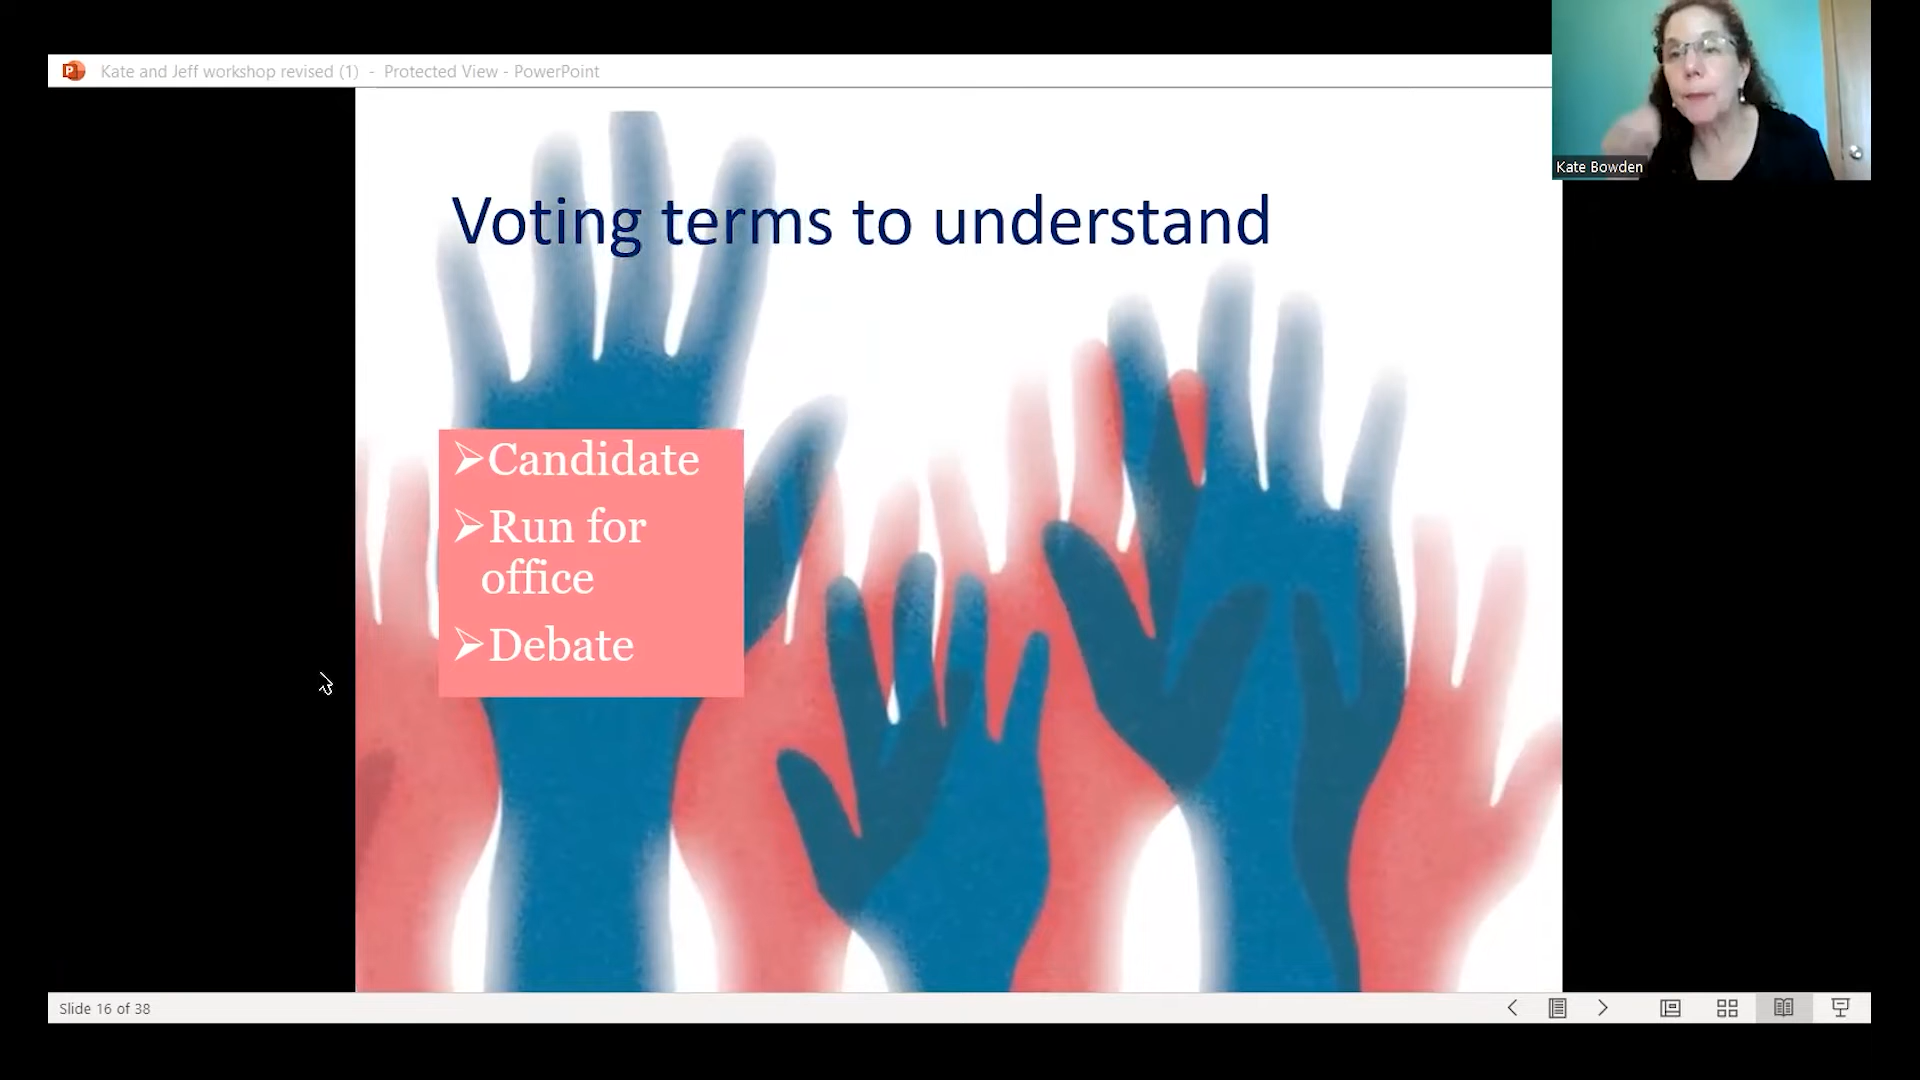 Kate and Jeff workshop revised (1) - Protected View - PowerPoint
Kate Bowden
Voting terms to understand
➢Candidate
➢Run for
office
➢Debate
Slide 16 of 38